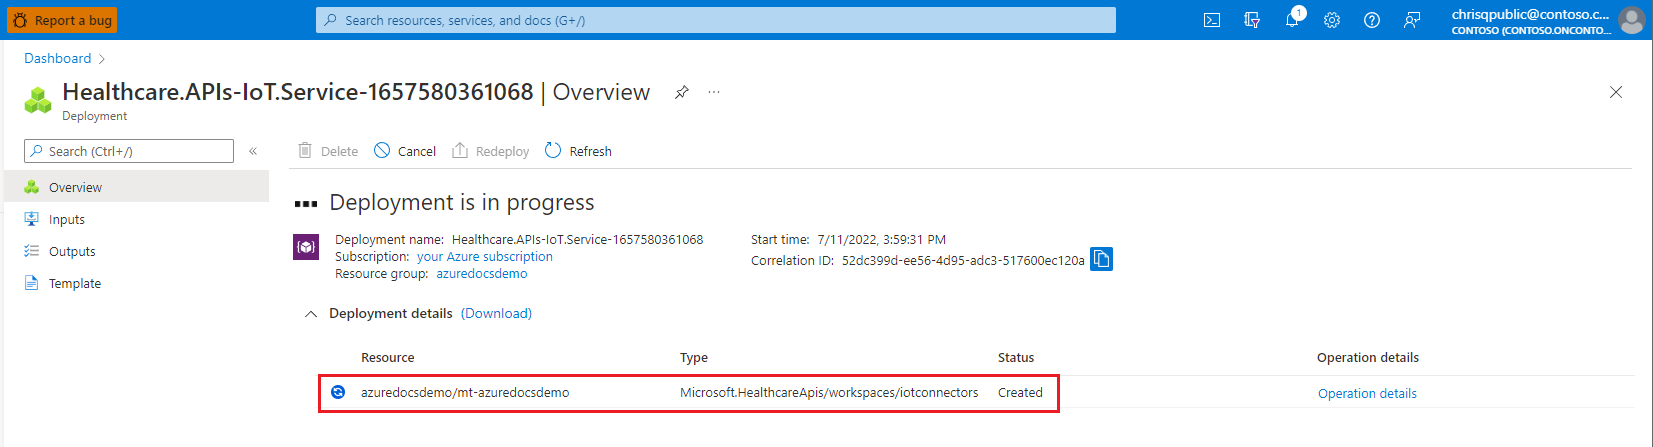 Report a bug
Search resources, services, and docs (G+/)
1
chrisqpublic@contoso.c...
CONTOSO (CONTOSO.ONCONTO...
Dashboard
Healthcare.APIs-IoT.Service-1657580361068 | Overview
Deployment
Search (Ctrl+/)
Delete
Cancel
Redeploy
Refresh
Overview
Inputs
Outputs
Template
Deployment is in progress
Deployment name: Healthcare.APIs-IoT.Service-1657580361068
Subscription: your Azure subscription
Resource group: azuredocsdemo
Start time: 7/11/2022, 3:59:31 PM
Correlation ID: 52dc399d-ee56-4d95-adc3-517600ec120a
Deployment details (Download)
Resource Type Status Operation details
azuredocsdemo/mt-azuredocsdemo Microsoft.HealthcareApis/workspaces/iotconnectors Created Operation details